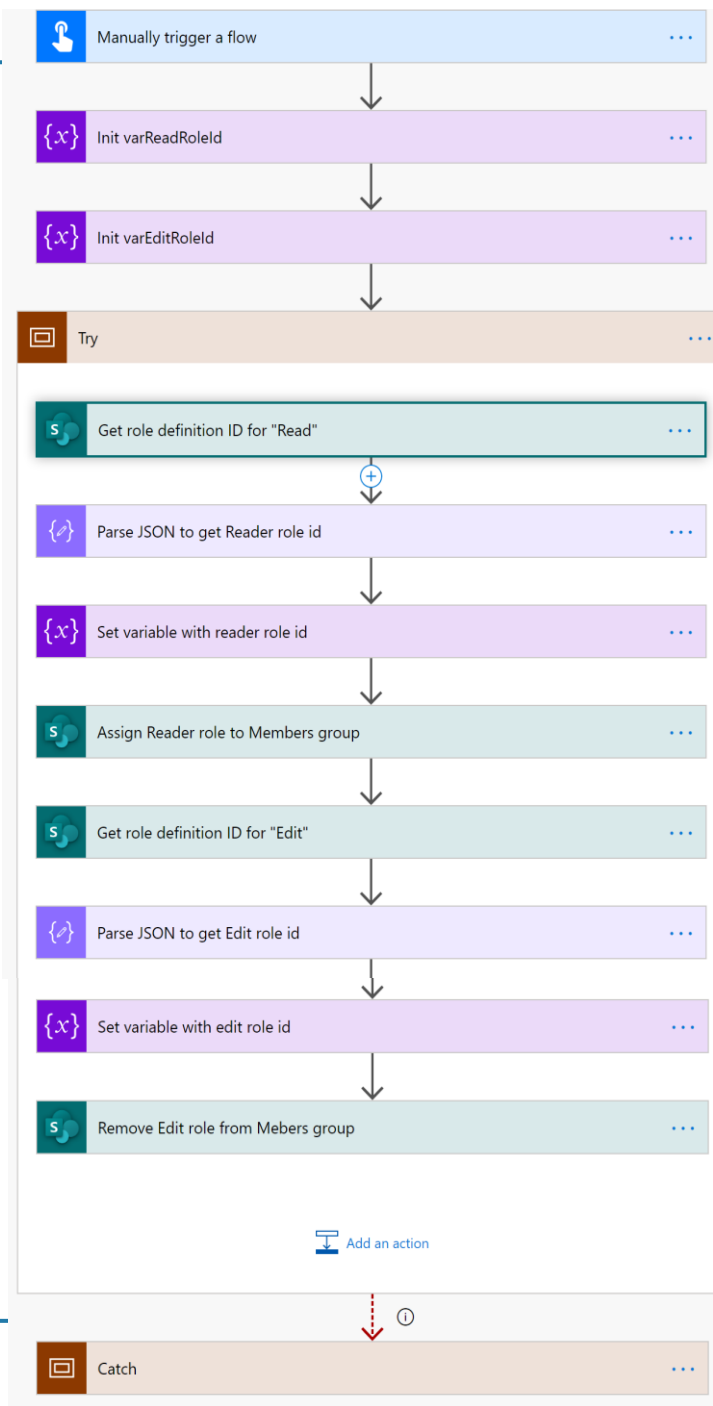 Manually trigger a flow
{x} Init varReadRoleId
{x} Init varEditRoleId
Try
S Get role definition ID for "Read"
Parse JSON to get Reader role id
{x} Set variable with reader role id
S Assign Reader role to Members group
S Get role definition ID for "Edit"
Parse JSON to get Edit role id
{x} Set variable with edit role id
S Remove Edit role from Mebers group
Add an action
Catch